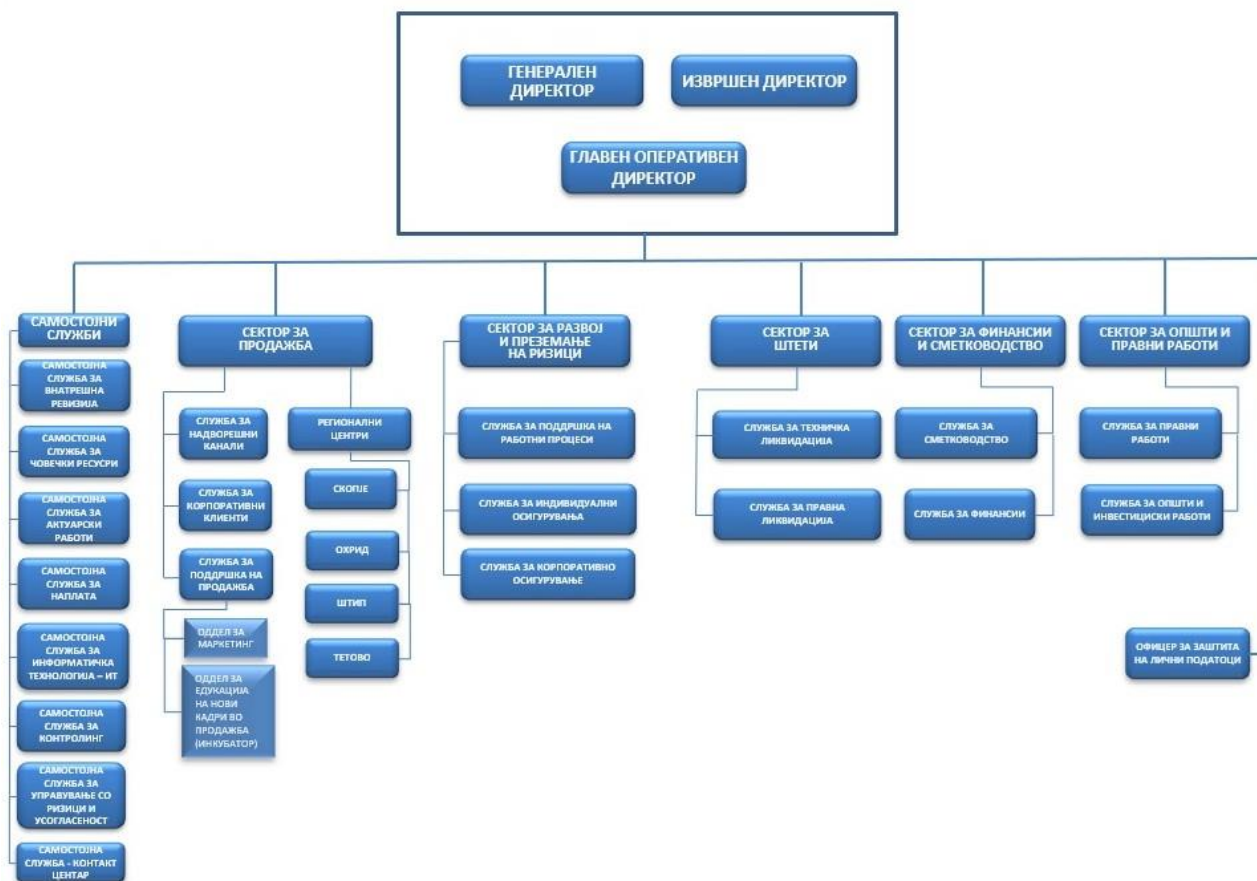 ГЕНЕРАЛЕН
ДИРЕКТОР
ИЗВРШЕН ДИРЕКТОР
ГЛАВЕН ОПЕРАТИВЕН
ДИРЕКТОР
САМОСТОЈНИ
СЛУЖБИ
САМОСТОЈНА
СЛУЖБА ЗА
ВНАТРЕШНА
РЕВИЗИЈА
САМОСТОЈНА
СЛУЖБА ЗА
ЧОВЕЧКИ РЕСУСРИ
САМОСТОЈНА
СЛУЖБА ЗА
АКТУАРСКИ
РАБОТИ
САМОСТОЈНА
СЛУЖБА ЗА
НАПЛАТА
САМОСТОЈНА
СЛУЖБА ЗА
ИНФОРМАТИЧКА
ТЕХНОЛОГИЈА – ИТ
САМОСТОЈНА
СЛУЖБА ЗА
КОНТРОЛИНГ
САМОСТОЈНА
СЛУЖБА ЗА
УПРАВУВАЊЕ СО
РИЗИЦИ И
УСОГЛАСЕНОСТ
САМОСТОЈНА
СЛУЖБА - КОНТАКТ
ЦЕНТАР
СЕКТОР ЗА
ПРОДАЖБА
СЛУЖБА ЗА
НАДВОРЕШНИ
КАНАЛИ
СЛУЖБА ЗА
КОРПОРАТИВНИ
КЛИЕНТИ
СЛУЖБА ЗА
ПОДДРШКА НА
ПРОДАЖБА
ОДДЕЛ ЗА
МАРКЕТИНГ
ОДДЕЛ ЗА
ЕДУКАЦИЈА
НА НОВИ
КАДРИ ВО
ПРОДАЖБА
(ИНКУБАТОР)
РЕГИОНАЛНИ
ЦЕНТРИ
СКОПЈЕ
ОХРИД
ШТИП
ТЕТОВО
СЕКТОР ЗА РАЗВОЈ
И ПРЕЗЕМАЊЕ
НА РИЗИЦИ
СЛУЖБА ЗА ПОДДРШКА НА
РАБОТНИ ПРОЦЕСИ
СЛУЖБА ЗА ИНДИВИДУАЛНИ
ОСИГУРУВАЊА
СЛУЖБА ЗА КОРПОРАТИВНО
ОСИГУРУВАЊЕ
СЕКТОР ЗА
ШТЕТИ
СЛУЖБА ЗА ТЕХНИЧКА
ЛИКВИДАЦИЈА
СЛУЖБА ЗА ПРАВНА
ЛИКВИДАЦИЈА
СЕКТОР ЗА ФИНАНСИИ
И СМЕТКОВОДСТВО
СЛУЖБА ЗА
СМЕТКОВОДСТВО
СЛУЖБА ЗА ФИНАНСИИ
СЕКТОР ЗА ОПШТИ И
ПРАВНИ РАБОТИ
СЛУЖБА ЗА ПРАВНИ
РАБОТИ
СЛУЖБА ЗА ОПШТИ И
ИНВЕСТИЦИСКИ РАБОТИ
ОФИЦЕР ЗА ЗАШТИТА
НА ЛИЧНИ ПОДАТОЦИ